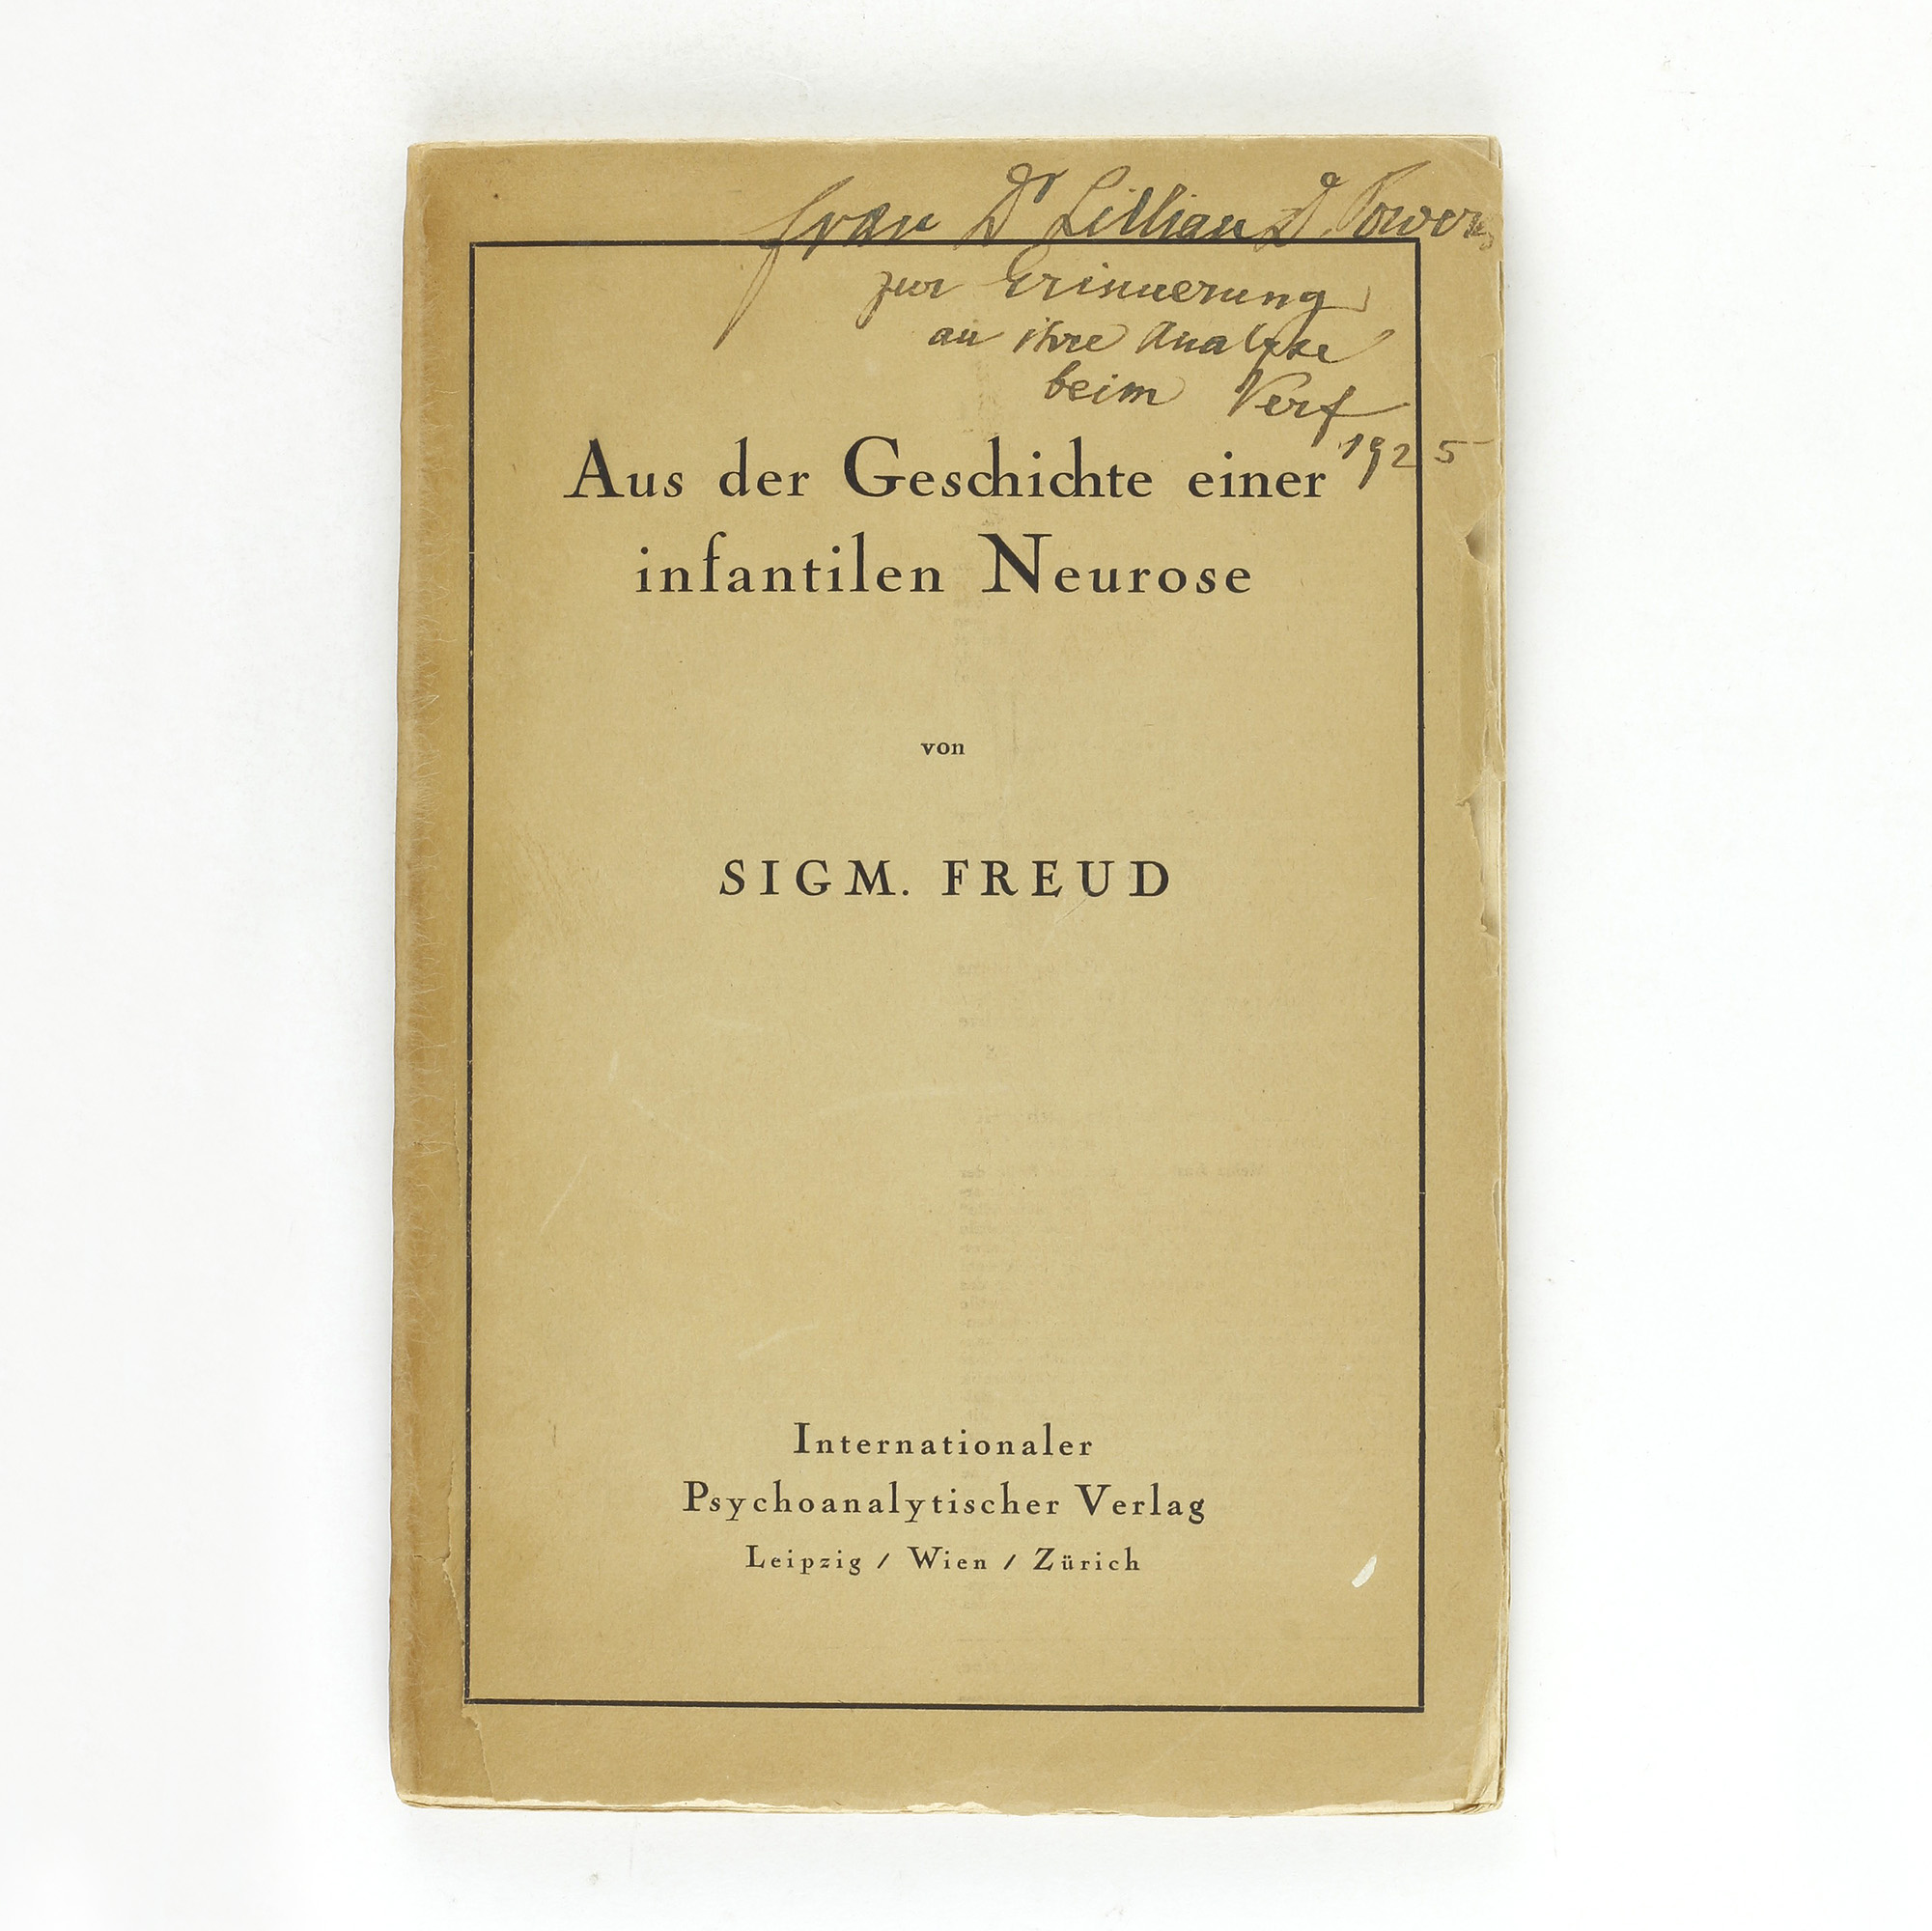 Frau Dr Lillian D. Powers
zur Erinnerung
an ihre Analyse
beim Verf
1925
Aus der Geschichte einer
infantilen Neurose
von
SIGM. FREUD
Internationaler
Psychoanalytischer Verlag
Leipzig / Wien / Zürich